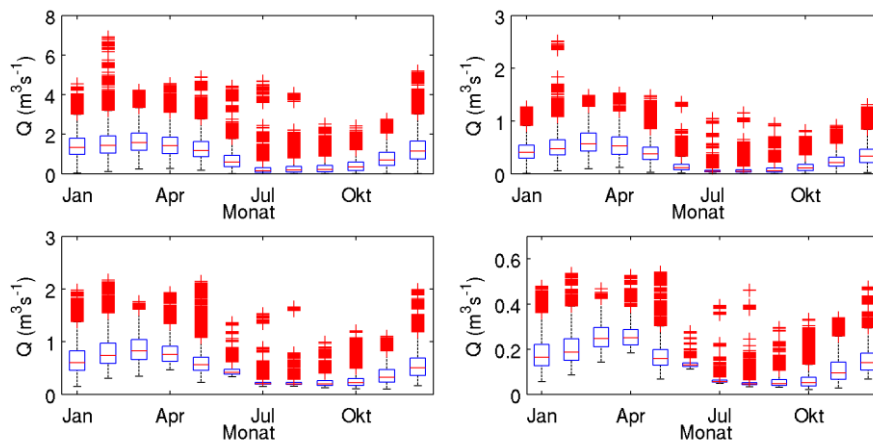 8
6
4
2
0
Q (m³s⁻¹)
Jan Apr Jul Okt
Monat
3
2
1
0
Q (m³s⁻¹)
Jan Apr Jul Okt
Monat
3
2
1
0
Q (m³s⁻¹)
Jan Apr Jul Okt
Monat
0.6
0.4
0.2
0
Q (m³s⁻¹)
Jan Apr Jul Okt
Monat